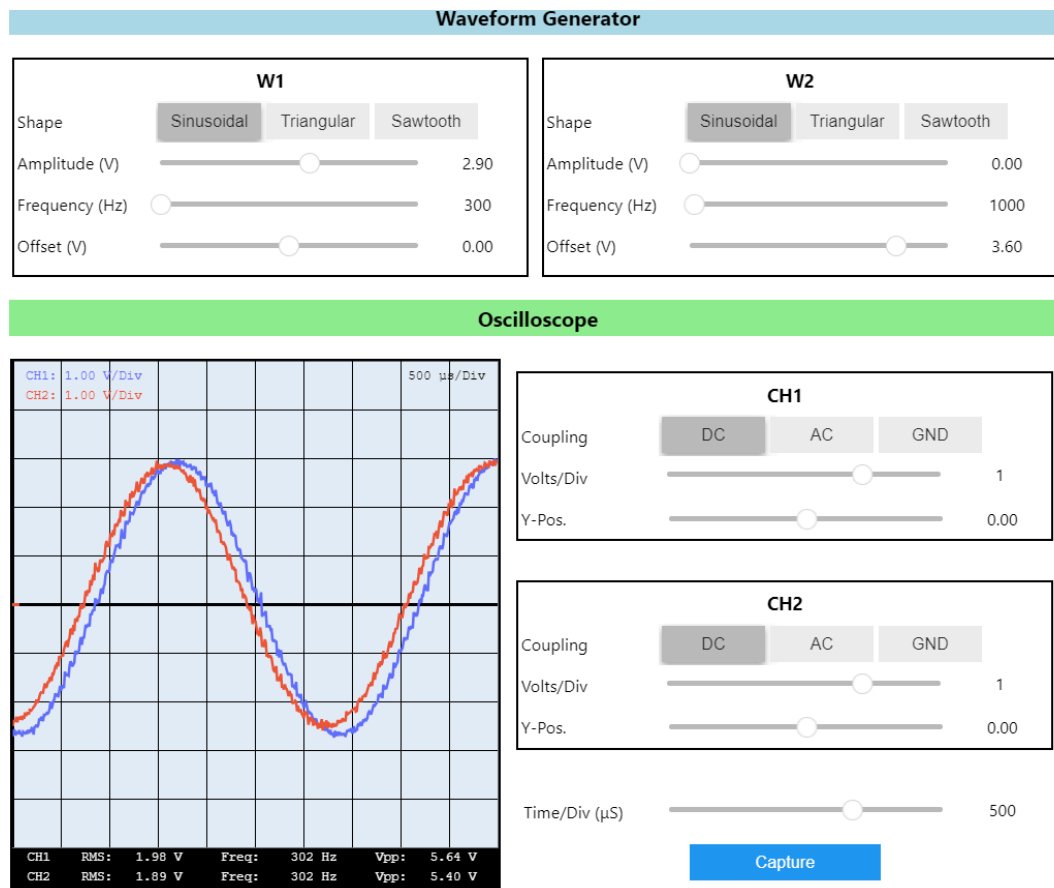 Waveform Generator
W1
Shape Sinusoidal Triangular Sawtooth
Amplitude (V) 2.90
Frequency (Hz) 300
Offset (V) 0.00
W2
Shape Sinusoidal Triangular Sawtooth
Amplitude (V) 0.00
Frequency (Hz) 1000
Offset (V) 3.60
Oscilloscope
CH1: 1.00 V/Div 500 µs/Div
CH2: 1.00 V/Div
CH1 RMS: 1.98 V Freq: 302 Hz Vpp: 5.64 V
CH2 RMS: 1.89 V Freq: 302 Hz Vpp: 5.40 V
CH1
Coupling DC AC GND
Volts/Div 1
Y-Pos. 0.00
CH2
Coupling DC AC GND
Volts/Div 1
Y-Pos. 0.00
Time/Div (µS) 500
Capture